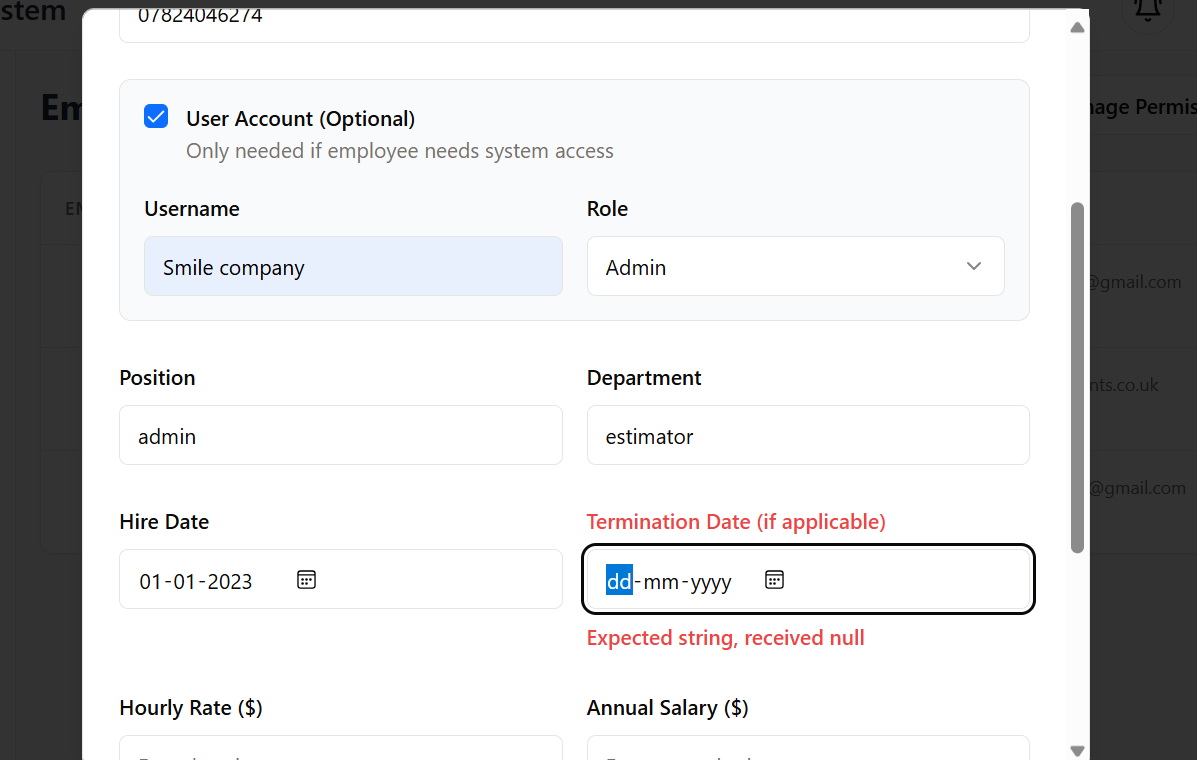 stem
07824046274
Em
nage Permis
User Account (Optional)
Only needed if employee needs system access
EM
Username
Role
Smile company
Admin
@gmail.com
Position
Department
nts.co.uk
admin
estimator
@gmail.com
Hire Date
Termination Date (if applicable)
01-01-2023
dd-mm-yyyy
Expected string, received null
Hourly Rate ($)
Annual Salary ($)